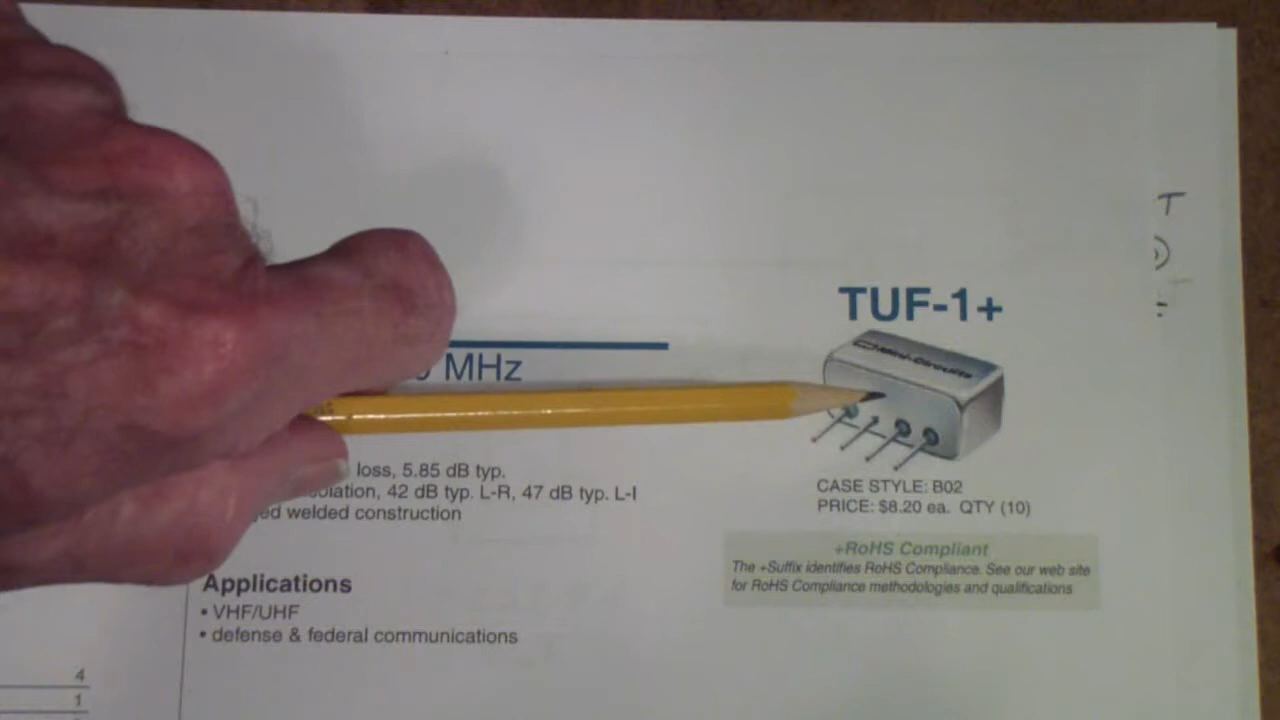 T
TUF-1+
Mini-Circuits
MHz
loss, 5.85 dB typ.
42 dB typ. L-R, 47 dB typ. L-I
welded construction
CASE STYLE: B02
PRICE: $8.20 ea. QTY (10)
+RoHS Compliant
The +Suffix identifies RoHS Compliance. See our web site
for RoHS Compliance methodologies and qualifications
Applications
• VHF/UHF
• defense & federal communications
4
1